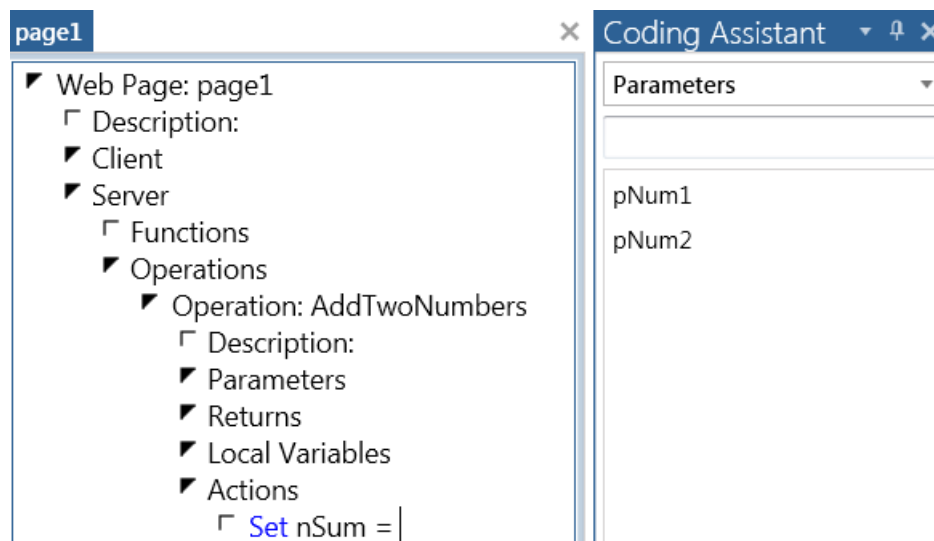 page1
Web Page: page1
Description:
Client
Server
Functions
Operations
Operation: AddTwoNumbers
Description:
Parameters
Returns
Local Variables
Actions
Set nSum =
Coding Assistant
Parameters
pNum1
pNum2